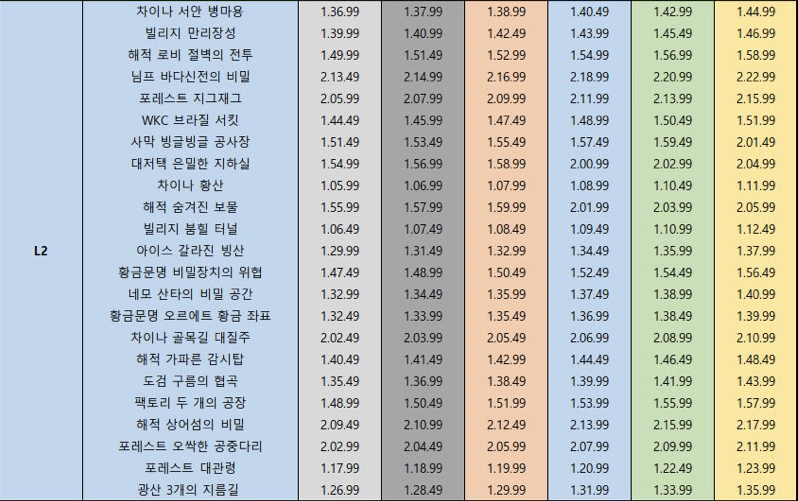 차이나 서안 병마용 1.36.99 1.37.99 1.38.99 1.40.49 1.42.99 1.44.99
빌리지 만리장성 1.39.99 1.40.99 1.42.49 1.43.99 1.45.49 1.46.99
해적 로비 절벽의 전투 1.49.99 1.51.49 1.52.99 1.54.99 1.56.99 1.58.99
님프 바다신전의 비밀 2.13.49 2.14.99 2.16.99 2.18.99 2.20.99 2.22.99
포레스트 지그재그 2.05.99 2.07.99 2.09.99 2.11.99 2.13.99 2.15.99
WKC 브라질 서킷 1.44.49 1.45.99 1.47.49 1.48.99 1.50.49 1.51.99
사막 빙글빙글 공사장 1.51.49 1.53.49 1.55.49 1.57.49 1.59.49 2.01.49
대저택 은밀한 지하실 1.54.99 1.56.99 1.58.99 2.00.99 2.02.99 2.04.99
차이나 황산 1.05.99 1.06.99 1.07.99 1.08.99 1.10.49 1.11.99
해적 숨겨진 보물 1.55.99 1.57.99 1.59.99 2.01.99 2.03.99 2.05.99
빌리지 붐힐 터널 1.06.49 1.07.49 1.08.49 1.09.49 1.10.99 1.12.49
L2 아이스 갈라진 빙산 1.29.99 1.31.49 1.32.99 1.34.49 1.35.99 1.37.99
황금문명 비밀장치의 위협 1.47.49 1.48.99 1.50.49 1.52.49 1.54.49 1.56.49
네모 산타의 비밀 공간 1.32.99 1.34.49 1.35.99 1.37.49 1.38.99 1.40.99
황금문명 오르에트 황금 좌표 1.32.49 1.33.99 1.35.49 1.36.99 1.38.49 1.39.99
차이나 골목길 대질주 2.02.49 2.03.99 2.05.49 2.06.99 2.08.99 2.10.99
해적 가파른 감시탑 1.40.49 1.41.49 1.42.99 1.44.49 1.46.49 1.48.49
도검 구름의 협곡 1.35.49 1.36.99 1.38.49 1.39.99 1.41.99 1.43.99
팩토리 두 개의 공장 1.48.99 1.50.49 1.51.99 1.53.99 1.55.99 1.57.99
해적 상어섬의 비밀 2.09.49 2.10.99 2.12.49 2.13.99 2.15.99 2.17.99
포레스트 오싹한 공중다리 2.02.99 2.04.49 2.05.99 2.07.99 2.09.99 2.11.99
포레스트 대관령 1.17.99 1.18.99 1.19.99 1.20.99 1.22.49 1.23.99
광산 3개의 지름길 1.26.99 1.28.49 1.29.99 1.31.99 1.33.99 1.35.99